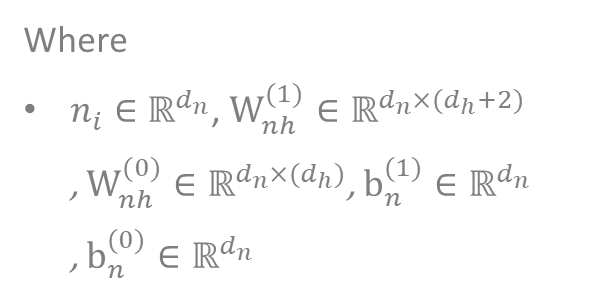 Where
• nᵢ ∈ ℝ^{d_n}, W_{nh}^{(1)} ∈ ℝ^{d_n×(d_h+2)}
, W_{nh}^{(0)} ∈ ℝ^{d_n×(d_h)}, b_n^{(1)} ∈ ℝ^{d_n}
, b_n^{(0)} ∈ ℝ^{d_n}